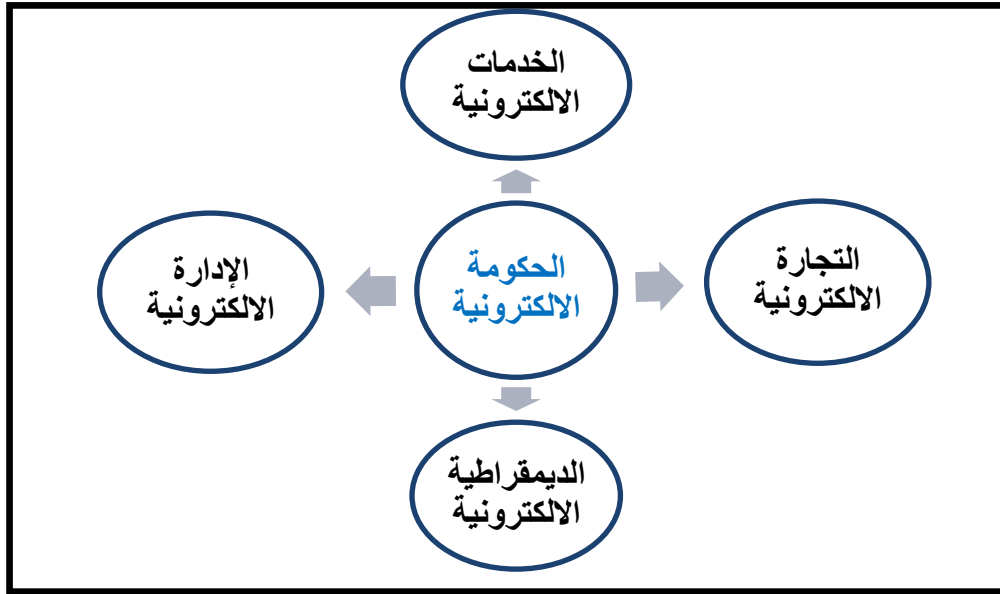 الخدمات
الالكترونية
التجارة
الالكترونية
الحكومة
الالكترونية
الإدارة
الالكترونية
الديمقراطية
الالكترونية